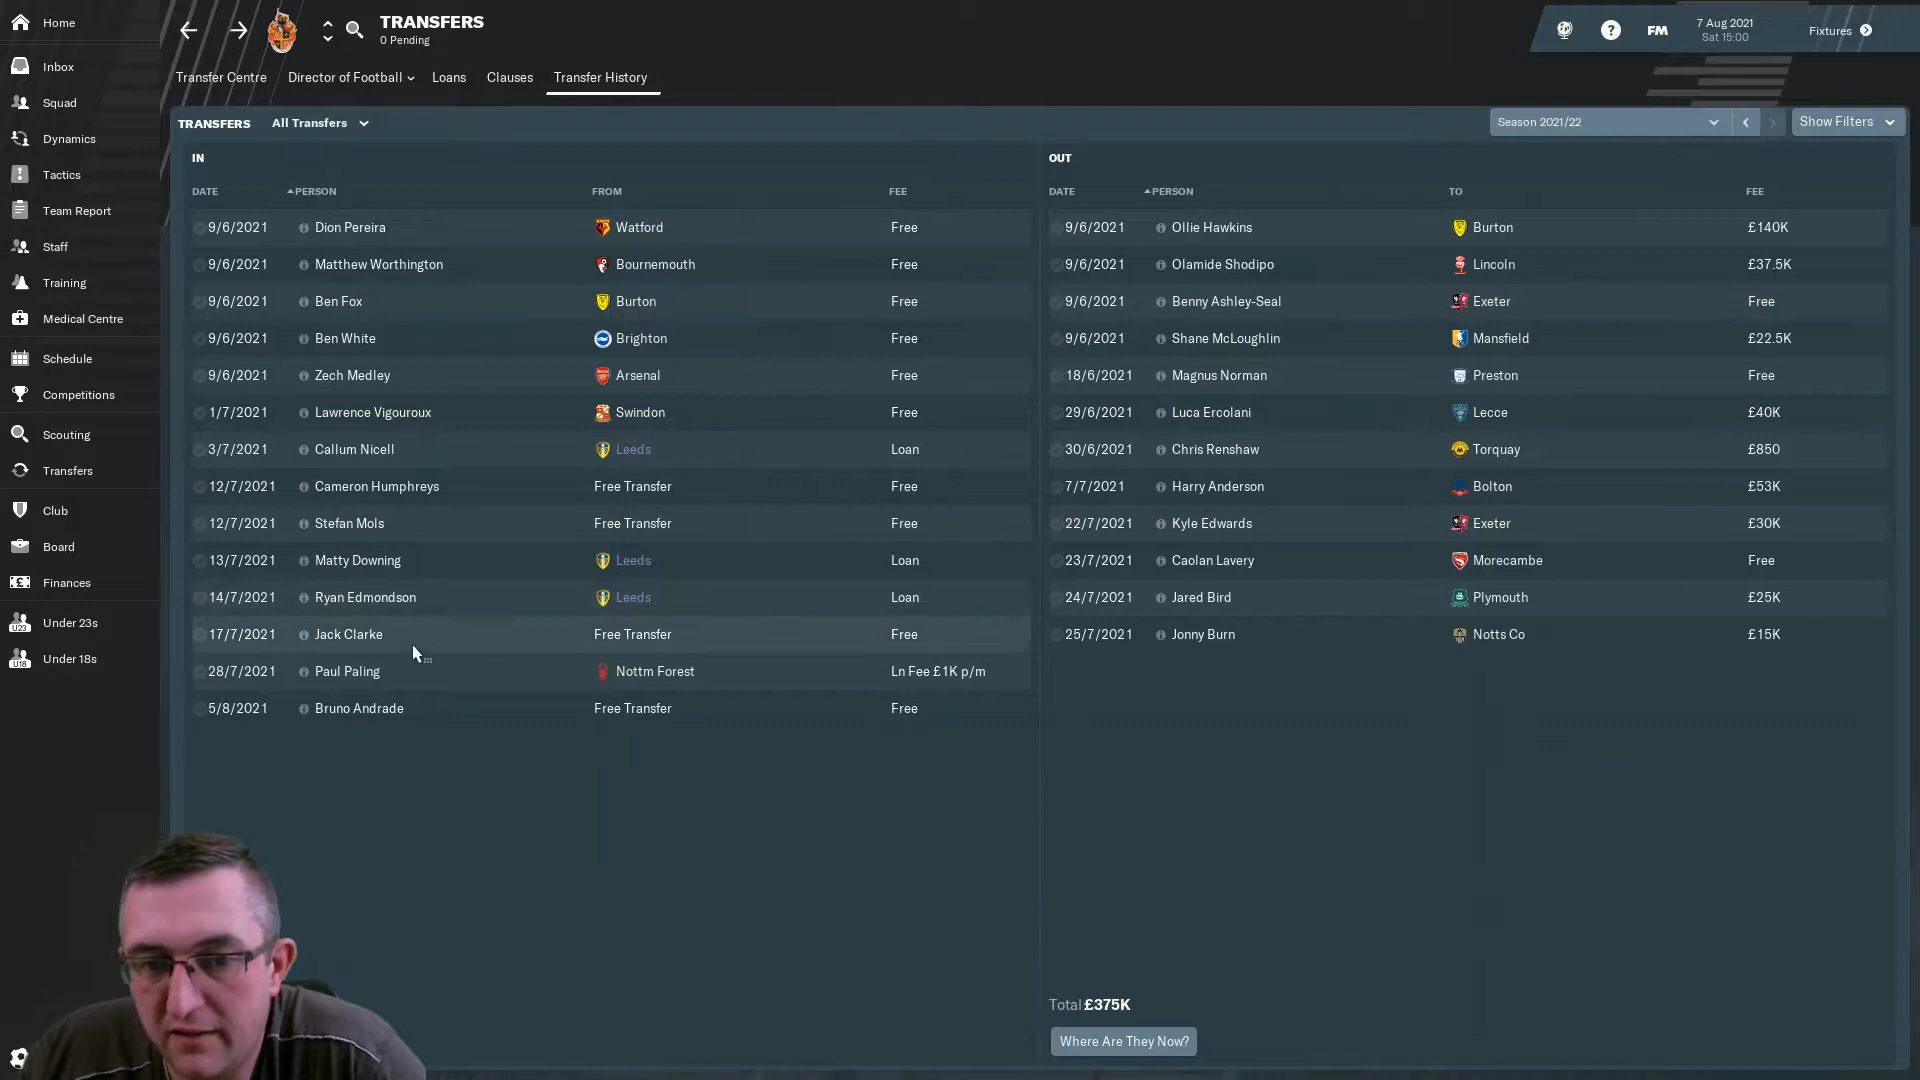 Home
Inbox
Squad
Dynamics
Tactics
Team Report
Staff
Training
Medical Centre
Schedule
Competitions
Scouting
Transfers
Club
Board
Finances
U23 Under 23s
U18 Under 18s
TRANSFERS
0 Pending
FM
7 Aug 2021
Sat 15:00
Fixtures
Transfer Centre Director of Football Loans Clauses Transfer History
TRANSFERS All Transfers
Season 2021/22 Show Filters
IN
DATE PERSON FROM FEE
9/6/2021 Dion Pereira Watford Free
9/6/2021 Matthew Worthington Bournemouth Free
9/6/2021 Ben Fox Burton Free
9/6/2021 Ben White Brighton Free
9/6/2021 Zech Medley Arsenal Free
1/7/2021 Lawrence Vigouroux Swindon Free
3/7/2021 Callum Nicell Leeds Loan
12/7/2021 Cameron Humphreys Free Transfer Free
12/7/2021 Stefan Mols Free Transfer Free
13/7/2021 Matty Downing Leeds Loan
14/7/2021 Ryan Edmondson Leeds Loan
17/7/2021 Jack Clarke Free Transfer Free
28/7/2021 Paul Paling Nottm Forest Ln Fee £1K p/m
5/8/2021 Bruno Andrade Free Transfer Free
OUT
DATE PERSON TO FEE
9/6/2021 Ollie Hawkins Burton £140K
9/6/2021 Olamide Shodipo Lincoln £37.5K
9/6/2021 Benny Ashley-Seal Exeter Free
9/6/2021 Shane McLoughlin Mansfield £22.5K
18/6/2021 Magnus Norman Preston Free
29/6/2021 Luca Ercolani Lecce £40K
30/6/2021 Chris Renshaw Torquay £850
7/7/2021 Harry Anderson Bolton £53K
22/7/2021 Kyle Edwards Exeter £30K
23/7/2021 Caolan Lavery Morecambe Free
24/7/2021 Jared Bird Plymouth £25K
25/7/2021 Jonny Burn Notts Co £15K
Total £375K
Where Are They Now?